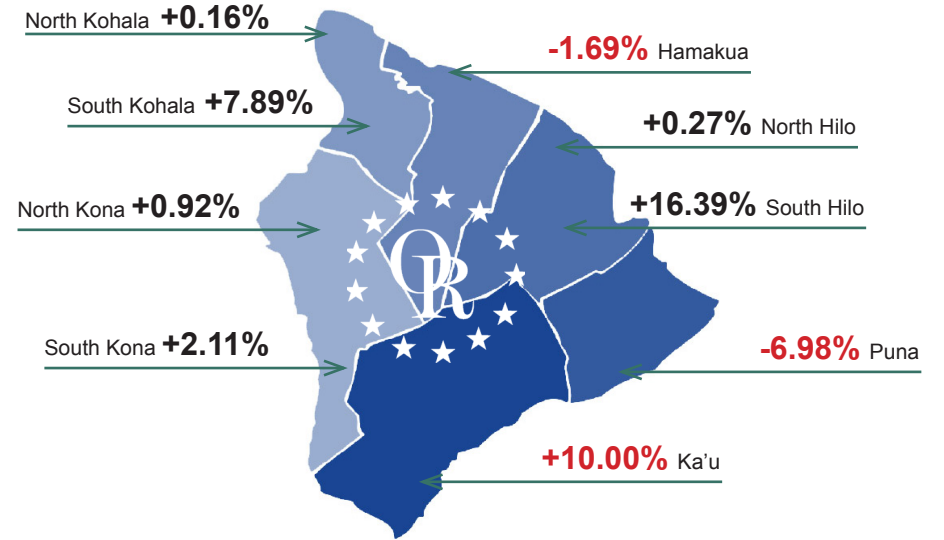 North Kohala +0.16%
-1.69% Hamakua
South Kohala +7.89%
+0.27% North Hilo
North Kona +0.92%
+16.39% South Hilo
OR
South Kona +2.11%
-6.98% Puna
+10.00% Ka’u